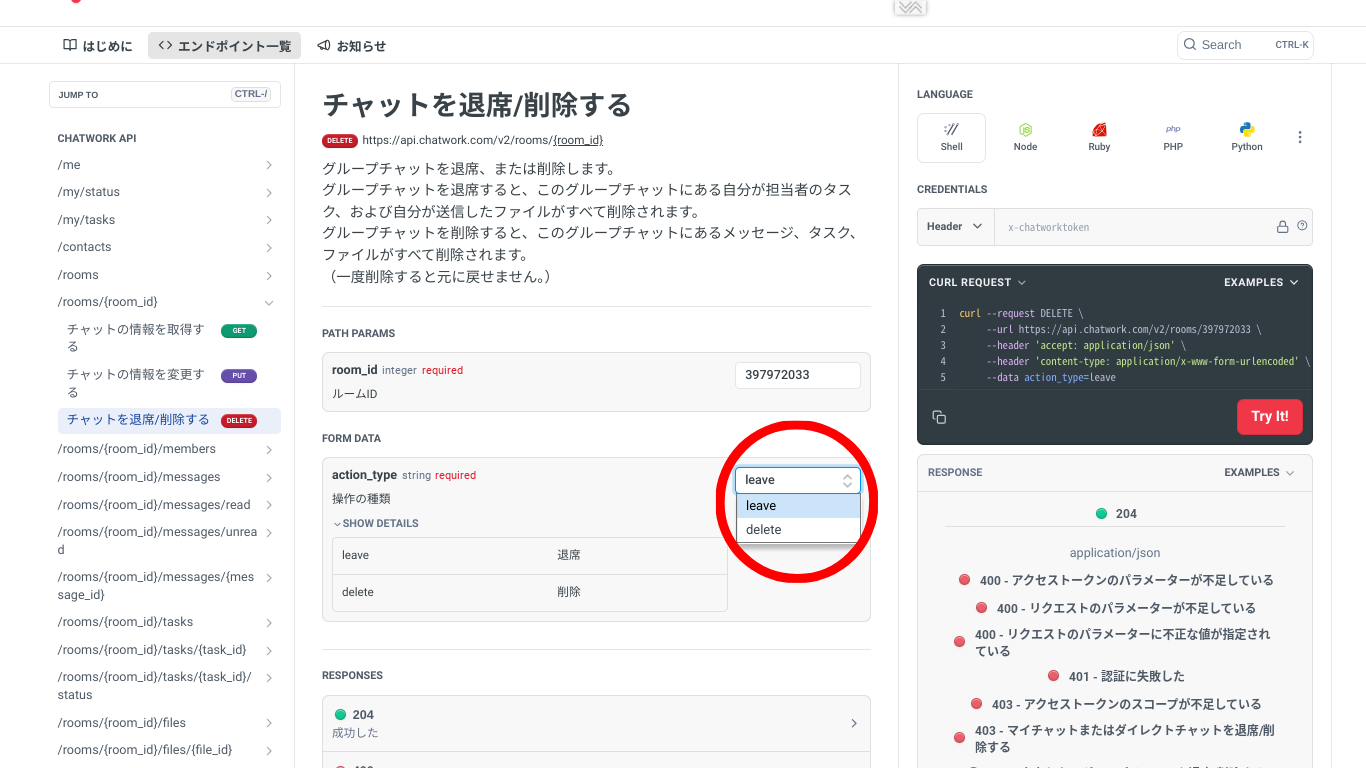 はじめに
エンドポイント一覧
お知らせ
Search
CTRL-K
JUMP TO
CTRL-/
CHATWORK API
/me
/my/status
/my/tasks
/contacts
/rooms
/rooms/{room_id}
チャットの情報を取得す
る
GET
チャットの情報を変更す
る
PUT
チャットを退席/削除する
DELETE
/rooms/{room_id}/members
/rooms/{room_id}/messages
/rooms/{room_id}/messages/read
/rooms/{room_id}/messages/unrea
d
/rooms/{room_id}/messages/{mes
sage_id}
/rooms/{room_id}/tasks
/rooms/{room_id}/tasks/{task_id}
/rooms/{room_id}/tasks/{task_id}/
status
/rooms/{room_id}/files
/rooms/{room_id}/files/{file_id}
チャットを退席/削除する
DELETE https://api.chatwork.com/v2/rooms/{room_id}
グループチャットを退席、または削除します。
グループチャットを退席すると、このグループチャットにある自分が担当者のタス
ク、および自分が送信したファイルがすべて削除されます。
グループチャットを削除すると、このグループチャットにあるメッセージ、タスク、
ファイルがすべて削除されます。
（一度削除すると元に戻せません。）
PATH PARAMS
room_id integer required
ルームID
397972033
FORM DATA
action_type string required
操作の種類
SHOW DETAILS
leave 退席
delete 削除
leave
leave
delete
RESPONSES
204
成功した
LANGUAGE
Shell
Node
Ruby
php
PHP
Python
CREDENTIALS
Header
x-chatworktoken
CURL REQUEST
EXAMPLES
1 curl --request DELETE \
2 --url https://api.chatwork.com/v2/rooms/397972033 \
3 --header 'accept: application/json' \
4 --header 'content-type: application/x-www-form-urlencoded' \
5 --data action_type=leave
Try It!
RESPONSE
EXAMPLES
204
application/json
400 - アクセストークンのパラメーターが不足している
400 - リクエストのパラメーターが不足している
400 - リクエストのパラメーターに不正な値が指定され
ている
401 - 認証に失敗した
403 - アクセストークンのスコープが不足している
403 - マイチャットまたはダイレクトチャットを退席/削
除する